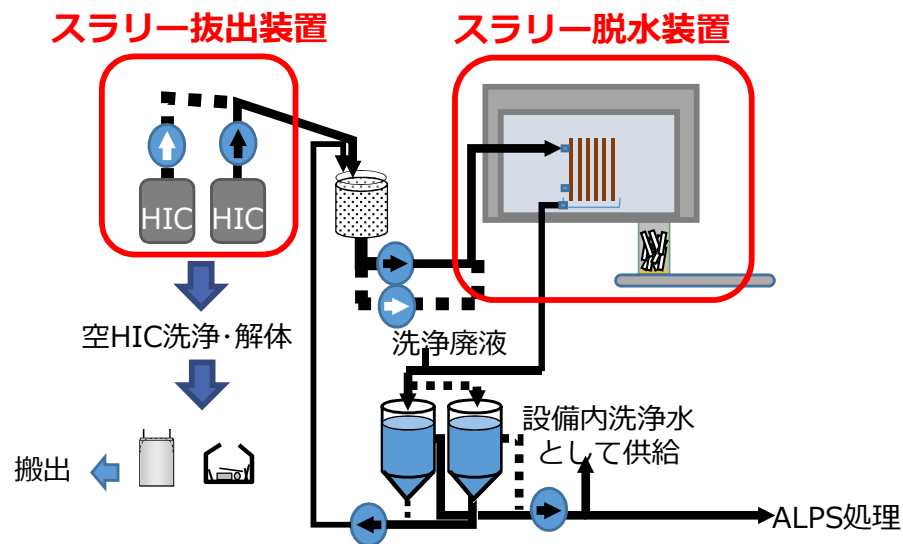 スラリー抜出装置
スラリー脱水装置
HIC
HIC
空HIC洗浄・解体
洗浄廃液
設備内洗浄水
として供給
搬出
ALPS処理